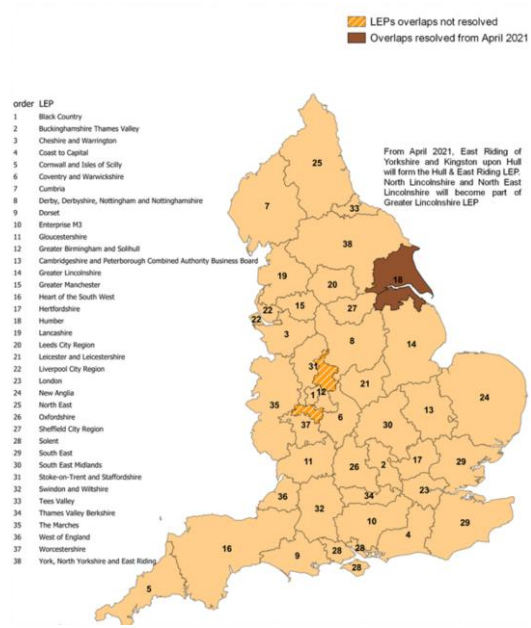 LEPs overlaps not resolved
Overlaps resolved from April 2021
order LEP
1 Black Country
2 Buckinghamshire Thames Valley
3 Cheshire and Warrington
4 Coast to Capital
5 Cornwall and Isles of Scilly
6 Coventry and Warwickshire
7 Cumbria
8 Derby, Derbyshire, Nottingham and Nottinghamshire
9 Dorset
10 Enterprise M3
11 Gloucestershire
12 Greater Birmingham and Solihull
13 Cambridgeshire and Peterborough Combined Authority Business Board
14 Greater Lincolnshire
15 Greater Manchester
16 Heart of the South West
17 Hertfordshire
18 Humber
19 Lancashire
20 Leeds City Region
21 Leicester and Leicestershire
22 Liverpool City Region
23 London
24 New Anglia
25 North East
26 Oxfordshire
27 Sheffield City Region
28 Solent
29 South East
30 South East Midlands
31 Stoke-on-Trent and Staffordshire
32 Swindon and Wiltshire
33 Tees Valley
34 Thames Valley Berkshire
35 The Marches
36 West of England
37 Worcestershire
38 York, North Yorkshire and East Riding
From April 2021, East Riding of
Yorkshire and Kingston upon Hull
will form the Hull & East Riding LEP.
North Lincolnshire and North East
Lincolnshire will become part of
Greater Lincolnshire LEP
25
7
33
38
18
19
20
22
15
27
22
3
8
14
31
21
24
1
12
35
13
37
6
30
11
26
2
17
29
36
32
34
23
10
29
16
4
9
28
28
28
5